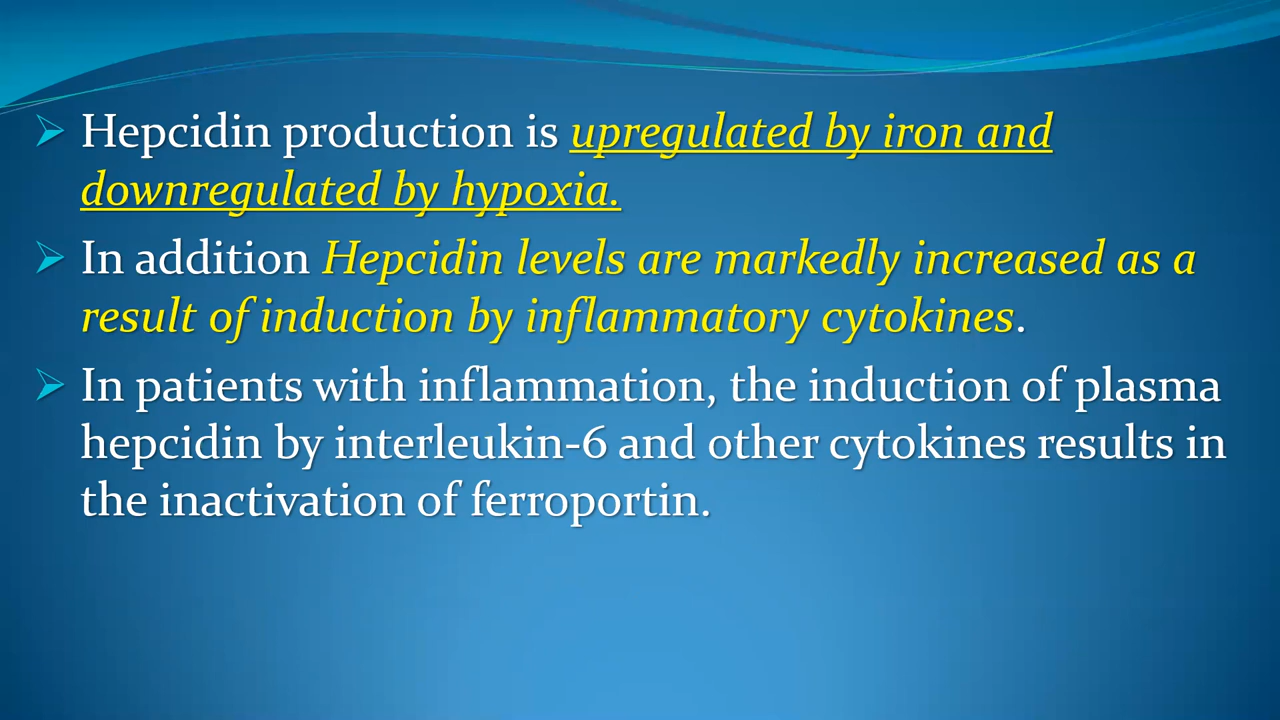 Hepcidin production is upregulated by iron and
downregulated by hypoxia.
In addition Hepcidin levels are markedly increased as a
result of induction by inflammatory cytokines.
In patients with inflammation, the induction of plasma
hepcidin by interleukin-6 and other cytokines results in
the inactivation of ferroportin.